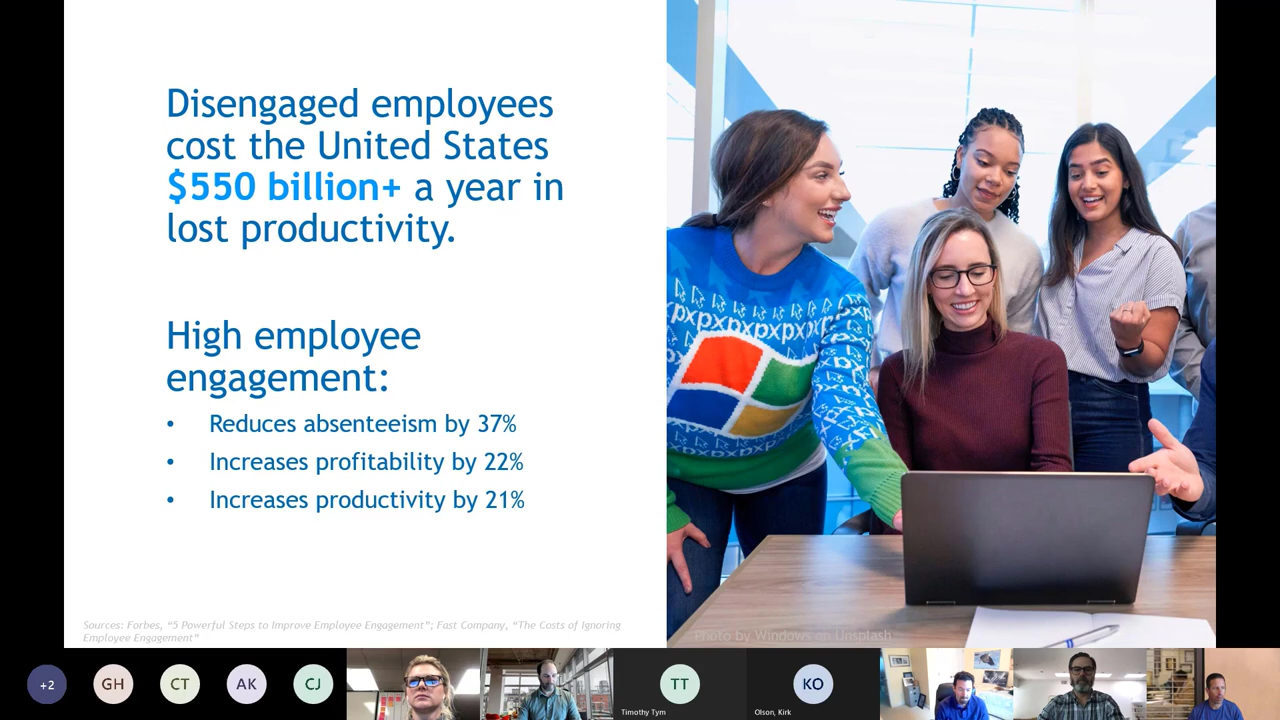 Disengaged employees
cost the United States
$550 billion+ a year in
lost productivity.
High employee
engagement:
• Reduces absenteeism by 37%
• Increases profitability by 22%
• Increases productivity by 21%
Sources: Forbes, “5 Powerful Steps to Improve Employee Engagement”; Fast Company, “The Costs of Ignoring
Employee Engagement”
Photo by Windows on Unsplash
+2
GH
CT
AK
CJ
TT
Timothy Tym
KO
Olson, Kirk